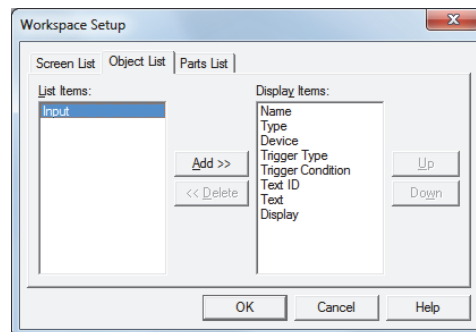 Workspace Setup
x
Screen List Object List Parts List
List Items:
Input
Add >>
<< Delete
Display Items:
Name
Type
Device
Trigger Type
Trigger Condition
Text ID
Text
Display
Up
Down
OK Cancel Help